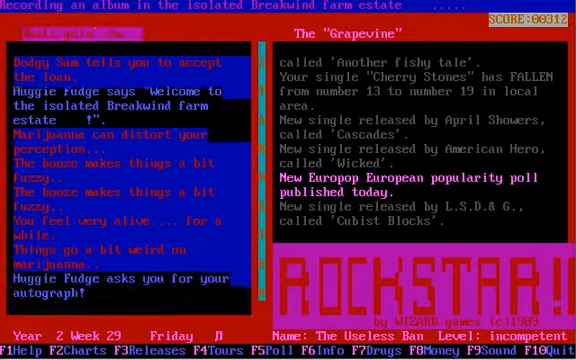 Recording an album in the isolated Breakwind farm estate .....
SCORE:00312
The "Grapevine"
Dodgy Sam tells you to accept
the loan.
Huggie Fudge says "Welcome to
the isolated Breakwind farm
estate !".
Marijuanna can distort your
perception...
The booze makes things a bit
fuzzy..
The booze makes things a bit
fuzzy..
You feel very alive.... for a
while.
Things go a bit weird on
marijuanna..
Huggie Fudge asks you for your
autograph!
called 'Another fishy tale'.
Your single "Cherry Stones" has FALLEN
from number 13 to number 19 in local
area.
New single released by April Showers,
called 'Cascades'.
New single released by American Hero,
called 'Wicked'.
New Europop European popularity poll
published today.
New single released by L.S.D.& G.,
called 'Cubist Blocks'.
ROCKSTAR!
by WIZARD games (c)1989
Year 2 Week 29 Friday ♫ Name: The Useless Ban Level: incompetent
F1Help F2Charts F3Releases F4Tours F5Poll F6Info F7Drugs F8Money F9Sound F10Quit